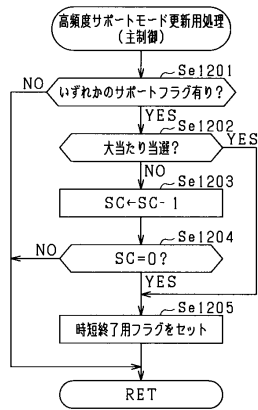 高頻度サポートモード更新用処理
(主制御)
Se1201
NO
いずれかのサポートフラグ有り?
YES
Se1202
大当たり当選?
YES
NO
Se1203
SC←SC-1
Se1204
NO
SC=0?
YES
Se1205
時短終了用フラグをセット
RET